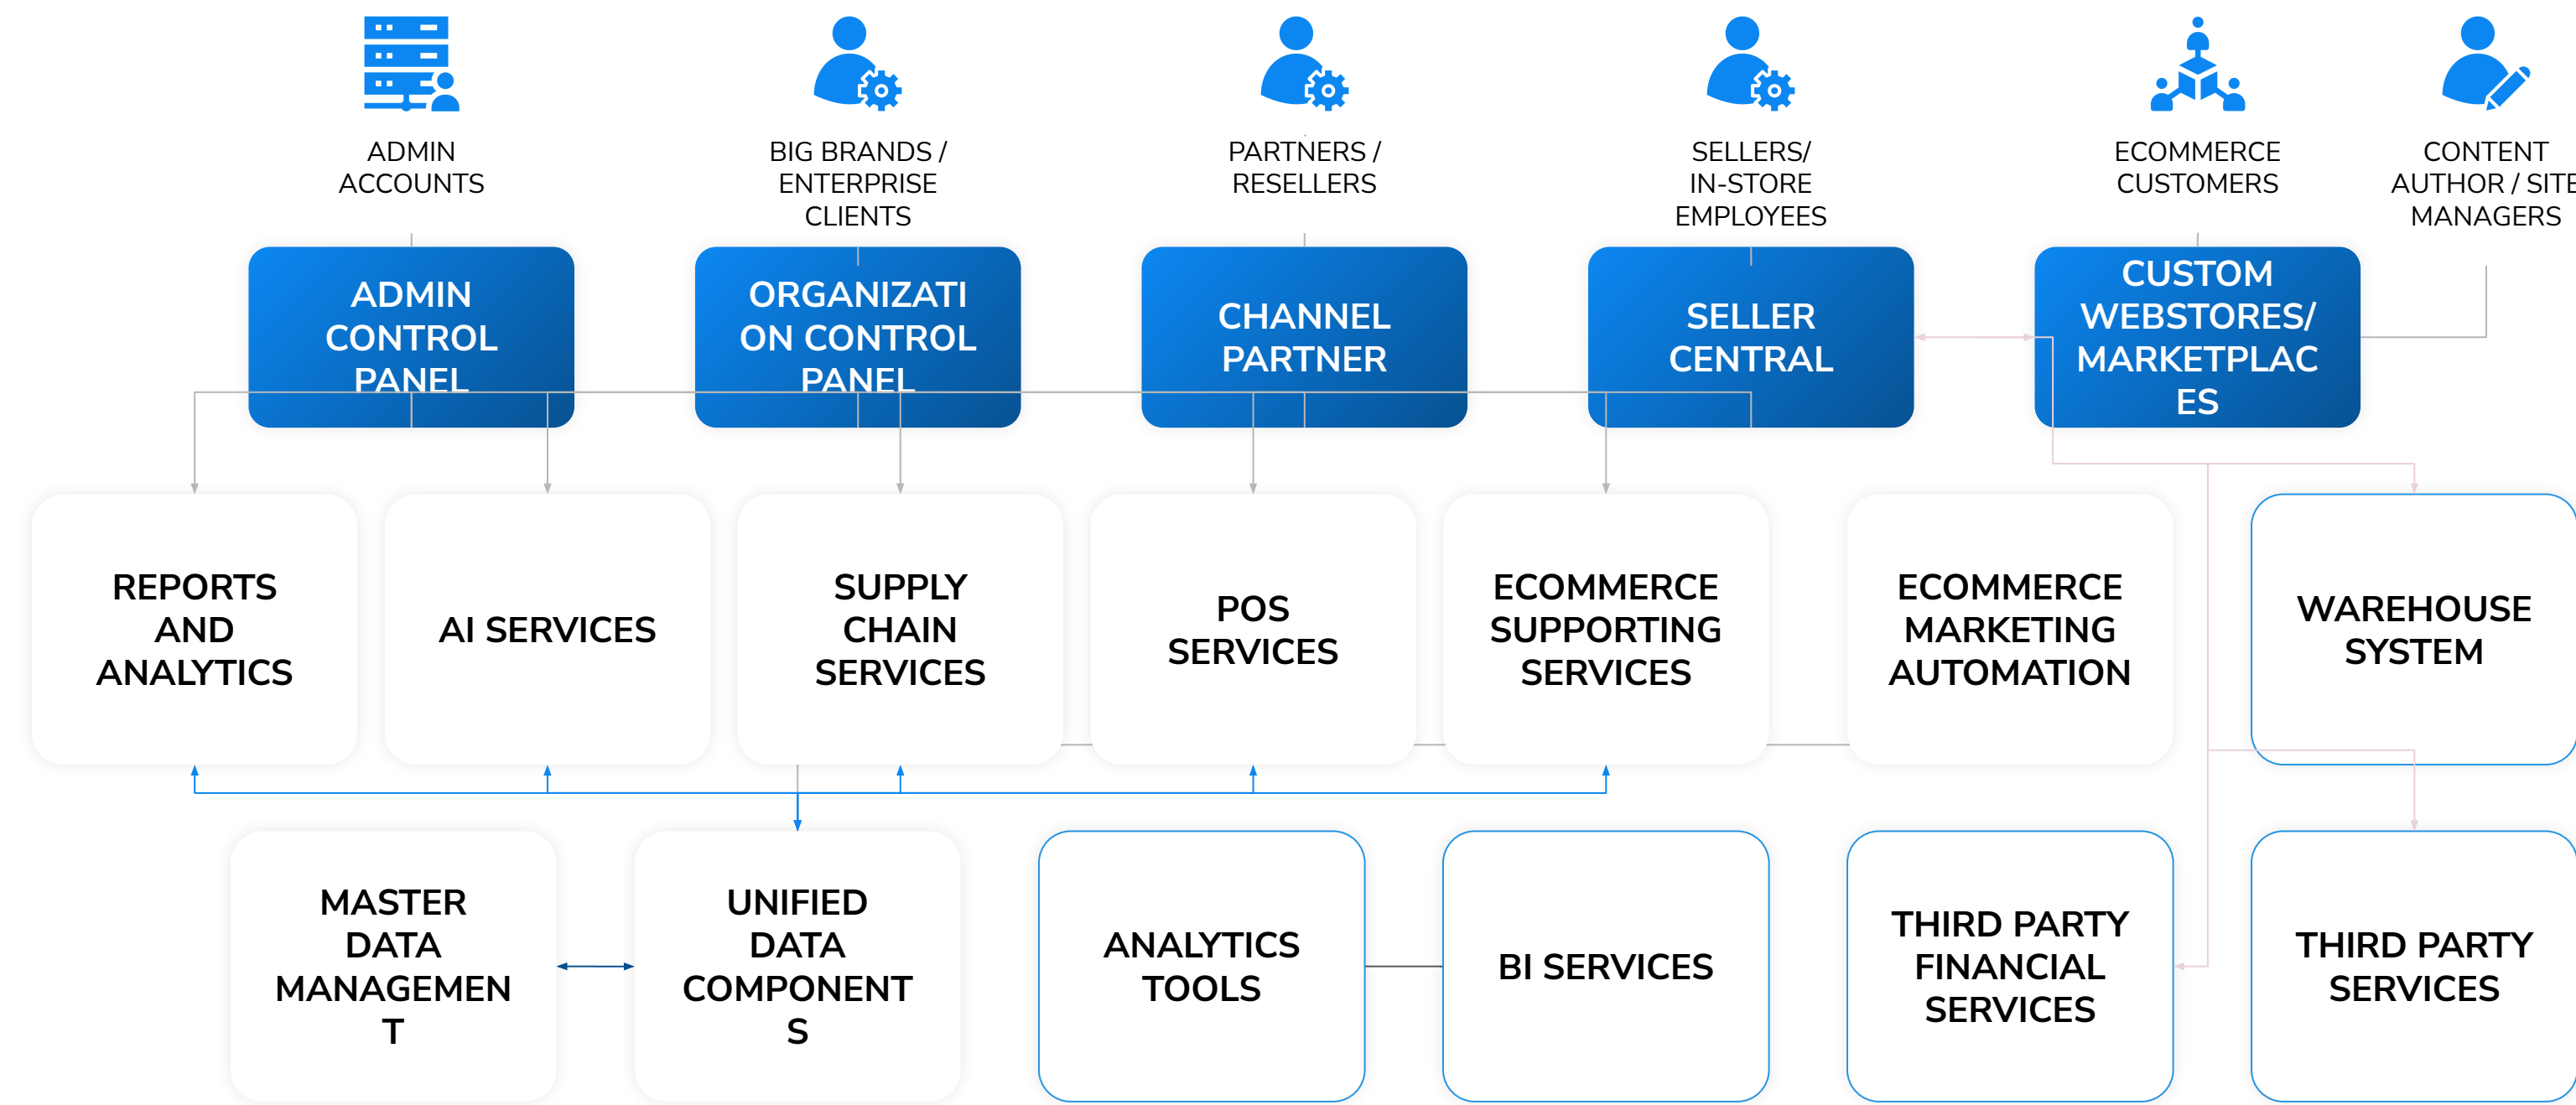 ADMIN
ACCOUNTS
BIG BRANDS /
ENTERPRISE
CLIENTS
PARTNERS /
RESELLERS
SELLERS/
IN-STORE
EMPLOYEES
ECOMMERCE
CUSTOMERS
CONTENT
AUTHOR / SITE
MANAGERS
ADMIN
CONTROL
PANEL
ORGANIZATI
ON CONTROL
PANEL
CHANNEL
PARTNER
SELLER
CENTRAL
CUSTOM
WEBSTORES/
MARKETPLAC
ES
REPORTS
AND
ANALYTICS
AI SERVICES
SUPPLY
CHAIN
SERVICES
POS
SERVICES
ECOMMERCE
SUPPORTING
SERVICES
ECOMMERCE
MARKETING
AUTOMATION
WAREHOUSE
SYSTEM
MASTER
DATA
MANAGEMEN
T
UNIFIED
DATA
COMPONENT
S
ANALYTICS
TOOLS
BI SERVICES
THIRD PARTY
FINANCIAL
SERVICES
THIRD PARTY
SERVICES